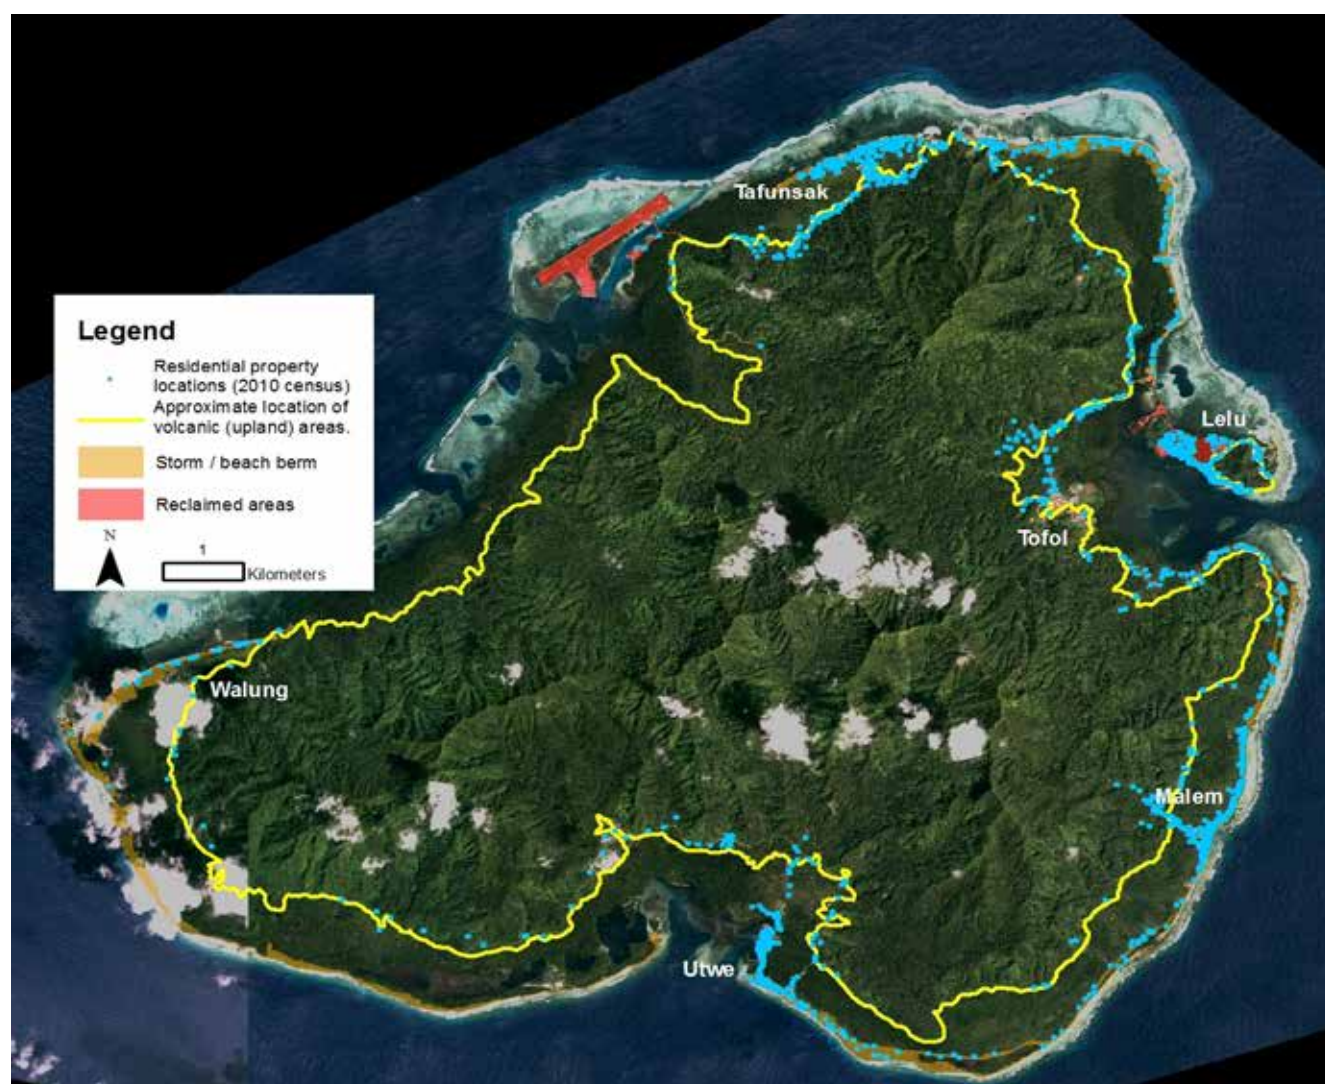 Tafunsak
Legend
Residential property
locations (2010 census)
Approximate location of
volcanic (upland) areas.
Storm / beach berm
Reclaimed areas
N
1
Kilometers
Lelu
Tofol
Walung
Malem
Utwe